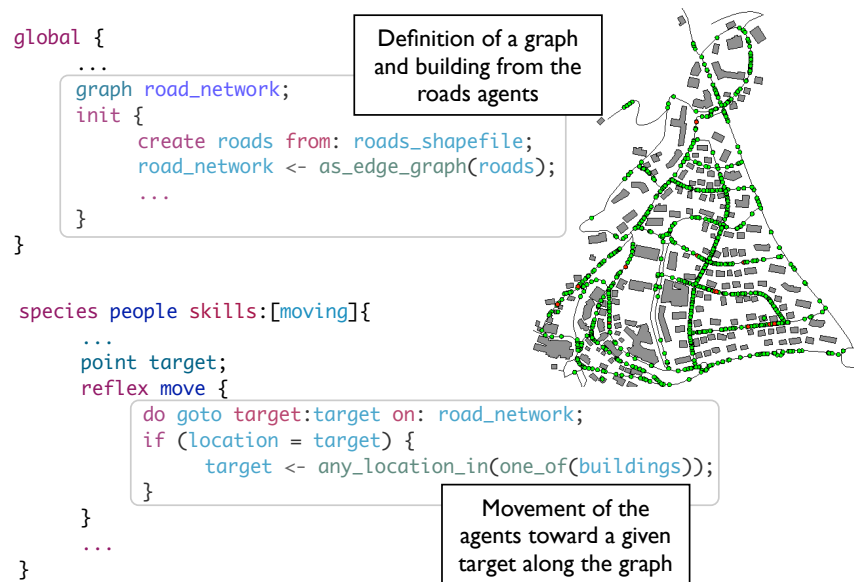 global {
...
graph road_network;
init {
create roads from: roads_shapefile;
road_network <- as_edge_graph(roads);
...
}
}
Definition of a graph
and building from the
roads agents
species people skills:[moving]{
...
point target;
reflex move {
do goto target:target on: road_network;
if (location = target) {
target <- any_location_in(one_of(buildings));
}
}
...
}
Movement of the
agents toward a given
target along the graph